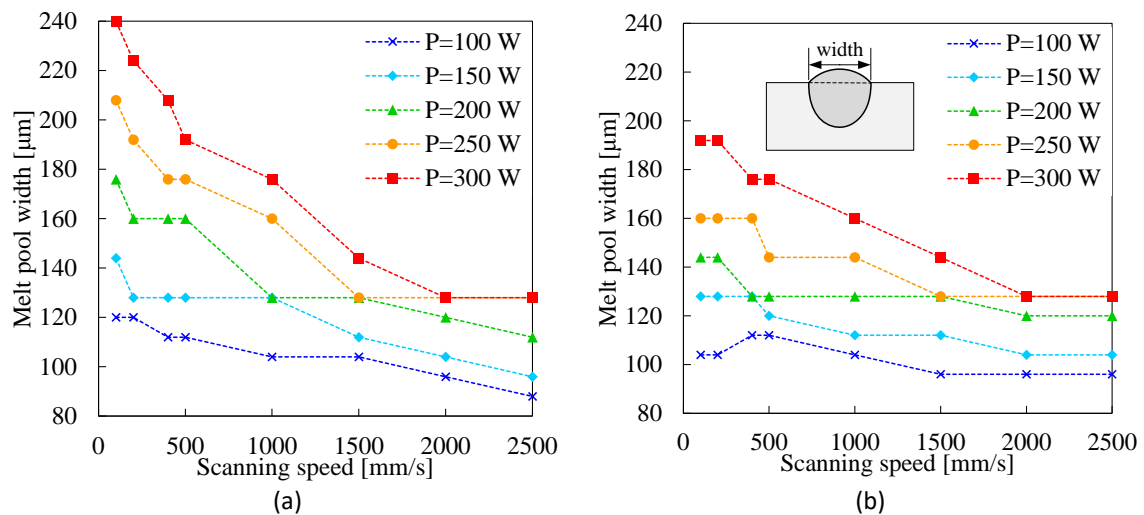 240
220
200
180
160
140
120
100
80
Melt pool width [µm]
P=100 W
P=150 W
P=200 W
P=250 W
P=300 W
0
500
1000
1500
2000
2500
Scanning speed [mm/s]
(a)
240
220
200
180
160
140
120
100
80
Melt pool width [µm]
width
P=100 W
P=150 W
P=200 W
P=250 W
P=300 W
0
500
1000
1500
2000
2500
Scanning speed [mm/s]
(b)